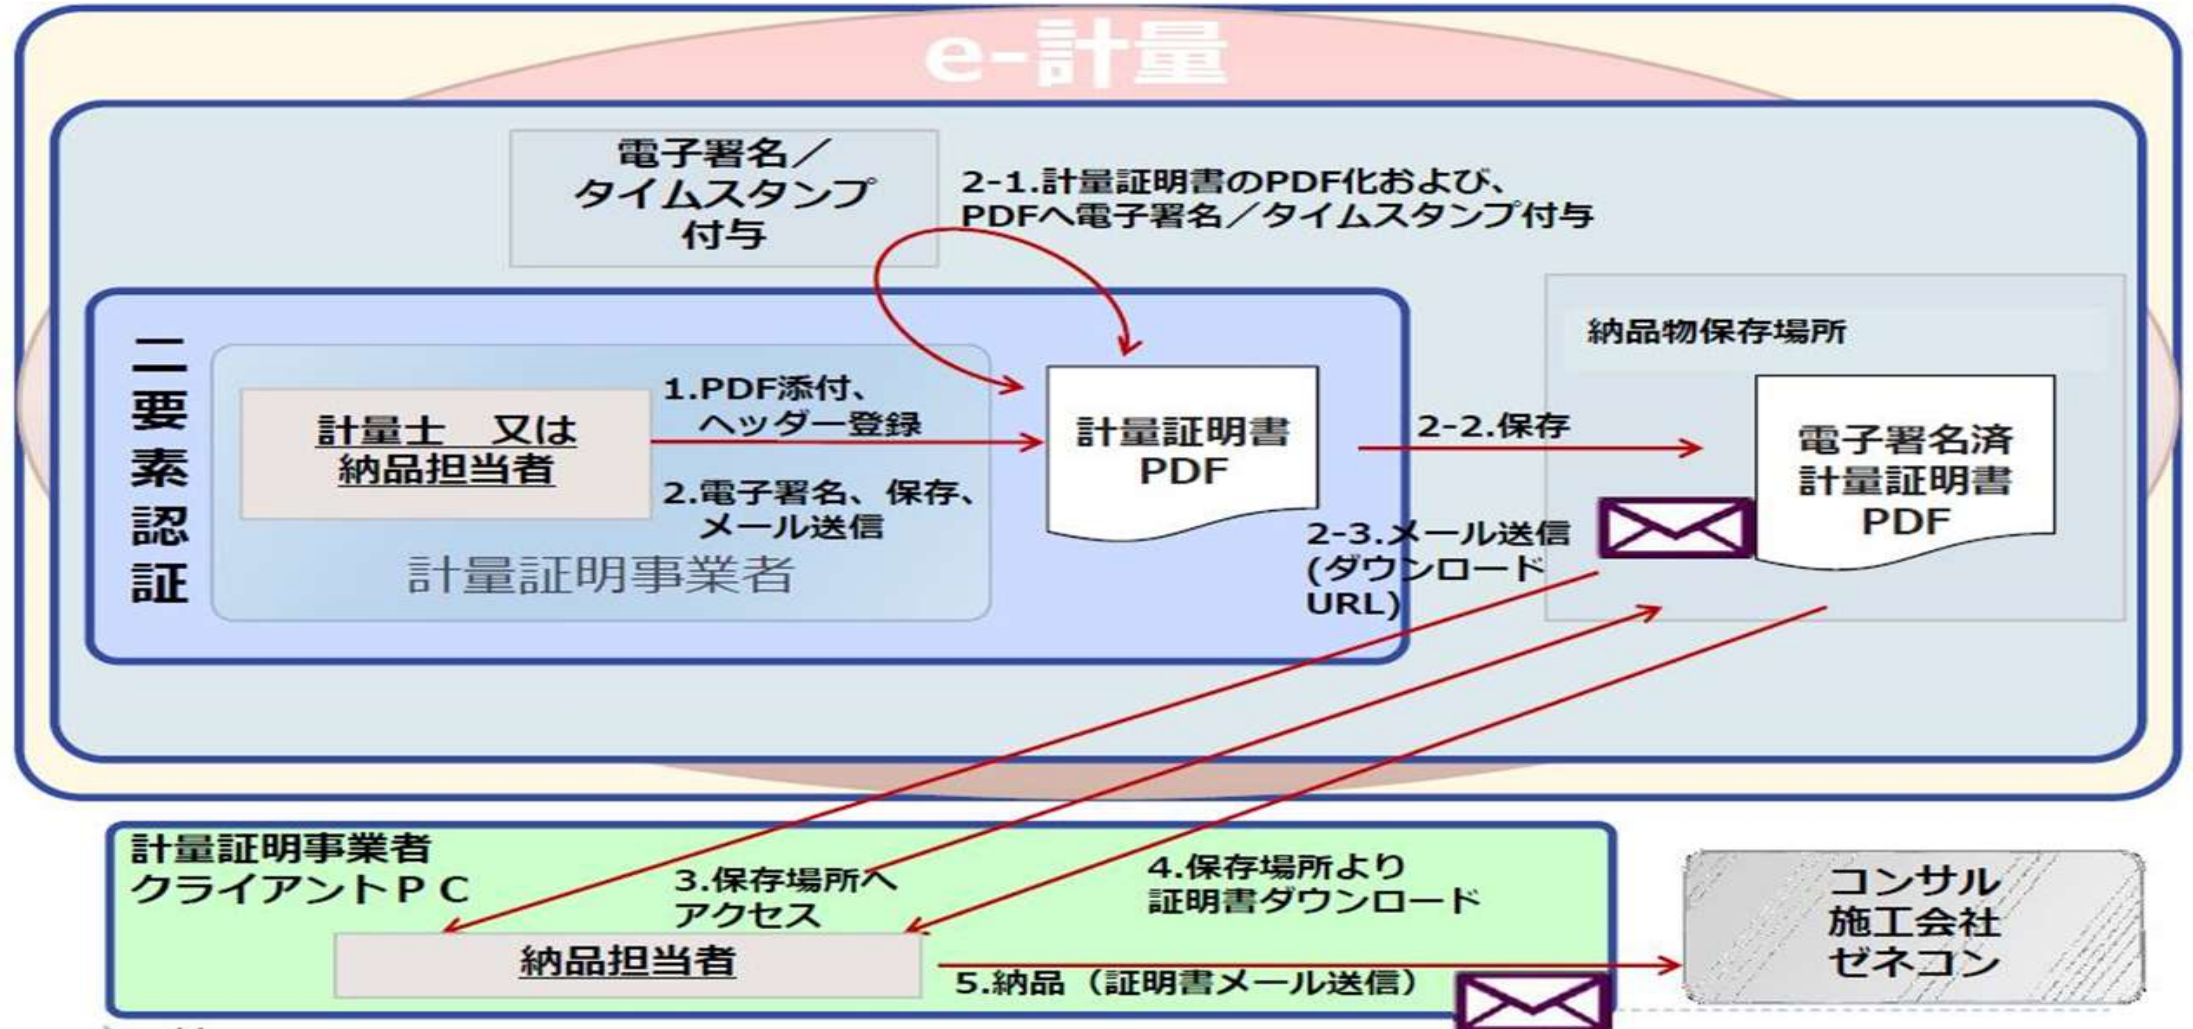 e-計量
電子署名／
タイムスタンプ
付与
2-1.計量証明書のPDF化および、
PDFへ電子署名／タイムスタンプ付与
二要素認証
計量士　又は
納品担当者
1.PDF添付、
ヘッダー登録
2.電子署名、保存、
メール送信
計量証明事業者
計量証明書
PDF
2-2.保存
納品物保存場所
電子署名済
計量証明書
PDF
2-3.メール送信
(ダウンロード
URL)
計量証明事業者
クライアントＰＣ
3.保存場所へ
アクセス
4.保存場所より
証明書ダウンロード
納品担当者
5.納品（証明書メール送信）
コンサル
施工会社
ゼネコン